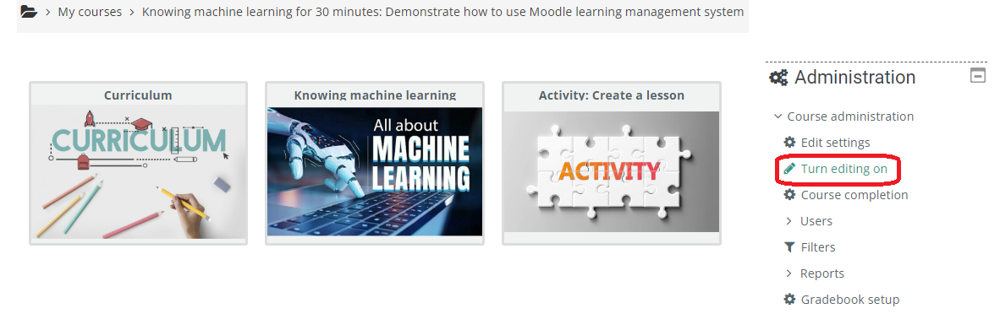 My courses > Knowing machine learning for 30 minutes: Demonstrate how to use Moodle learning management system
Curriculum
CURRICULUM
Knowing machine learning
All about
MACHINE
LEARNING
Activity: Create a lesson
ACTIVITY
Administration
Course administration
Edit settings
Turn editing on
Course completion
Users
Filters
Reports
Gradebook setup